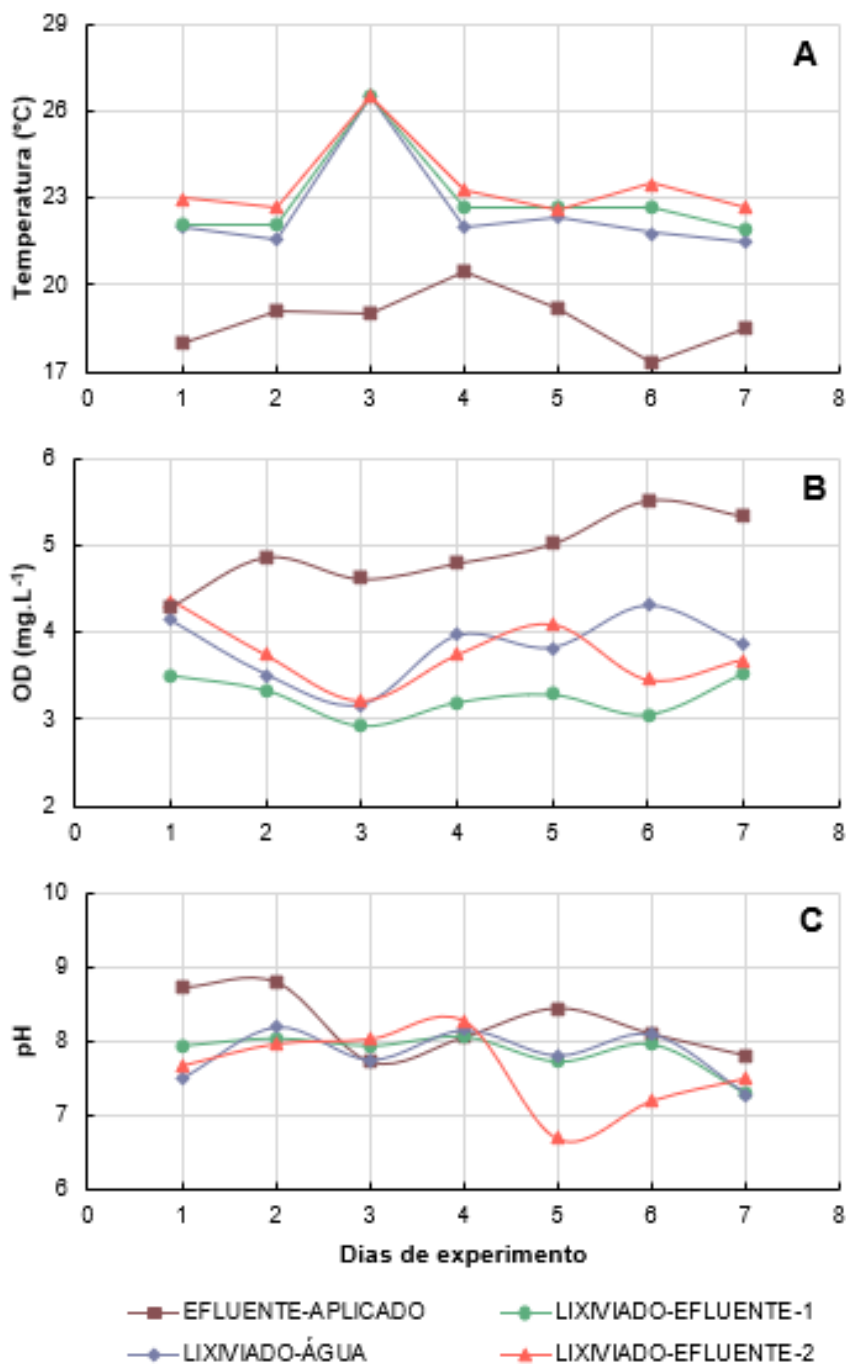 29
A
26
23
20
17
Temperatura (°C)
0 1 2 3 4 5 6 7 8
6
B
5
4
3
2
OD (mg.L⁻¹)
0 1 2 3 4 5 6 7 8
10
C
9
8
7
6
pH
0 1 2 3 4 5 6 7 8
Dias de experimento
EFLUENTE-APLICADO LIXIVIADO-EFLUENTE-1
LIXIVIADO-ÁGUA LIXIVIADO-EFLUENTE-2